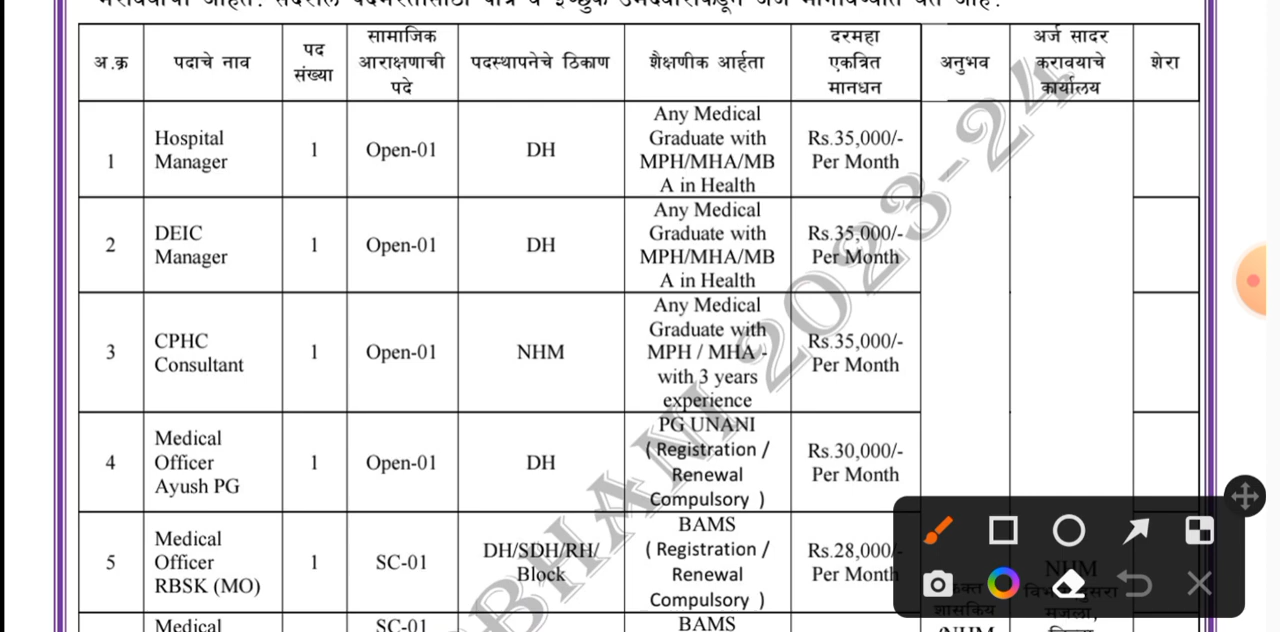 अ.क्र
पदाचे नाव
पद
संख्या
सामाजिक
आराक्षणाची
पदे
पदस्थापनेचे ठिकाण
शैक्षणीक आर्हता
दरमहा
एकत्रित
मानधन
अनुभव
अर्ज सादर
करावयाचे
कार्यालय
शेरा
1
Hospital
Manager
1
Open-01
DH
Any Medical
Graduate with
MPH/MHA/MB
A in Health
Rs.35,000/-
Per Month
2
DEIC
Manager
1
Open-01
DH
Any Medical
Graduate with
MPH/MHA/MB
A in Health
Rs.35,000/-
Per Month
3
CPHC
Consultant
1
Open-01
NHM
Any Medical
Graduate with
MPH / MHA -
with 3 years
experience
Rs.35,000/-
Per Month
4
Medical
Officer
Ayush PG
1
Open-01
DH
PG UNANI
( Registration /
Renewal
Compulsory )
Rs.30,000/-
Per Month
5
Medical
Officer
RBSK (MO)
1
SC-01
DH/SDH/RH/
Block
BAMS
( Registration /
Renewal
Compulsory )
Rs.28,000/-
Per Month
शासकिय
NHM
मजला,
Medical
SC-01
BAMS
BHANI 2023-24